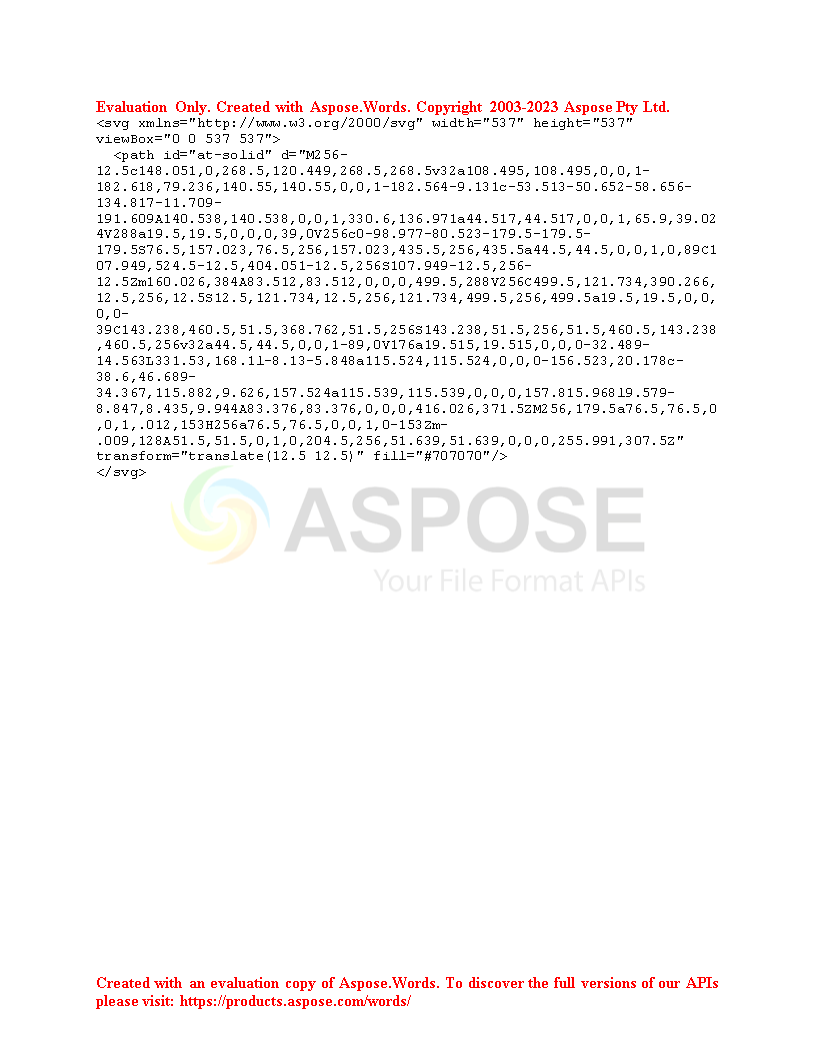 Evaluation Only. Created with Aspose.Words. Copyright 2003-2023 Aspose Pty Ltd.
<svg xmlns="http://www.w3.org/2000/svg" width="537" height="537"
viewBox="0 0 537 537">
  <path id="at-solid" d="M256-
12.5c148.051,0,268.5,120.449,268.5,268.5v32a108.495,108.495,0,0,1-
182.618,79.236,140.55,140.55,0,0,1-182.564-9.131c-53.513-50.652-58.656-
134.817-11.709-
191.609A140.538,140.538,0,0,1,330.6,136.971a44.517,44.517,0,0,1,65.9,39.02
4V288a19.5,19.5,0,0,0,39,0V256c0-98.977-80.523-179.5-179.5-
179.5S76.5,157.023,76.5,256,157.023,435.5,256,435.5a44.5,44.5,0,0,1,0,89C1
07.949,524.5-12.5,404.051-12.5,256S107.949-12.5,256-
12.5Zm160.026,384A83.512,83.512,0,0,0,499.5,288V256C499.5,121.734,390.266,
12.5,256,12.5S12.5,121.734,12.5,256,121.734,499.5,256,499.5a19.5,19.5,0,0,
0,0-
39C143.238,460.5,51.5,368.762,51.5,256S143.238,51.5,256,51.5,460.5,143.238
,460.5,256v32a44.5,44.5,0,0,1-89,0V176a19.515,19.515,0,0,0-32.489-
14.563L331.53,168.1l-8.13-5.848a115.524,115.524,0,0,0-156.523,20.178c-
38.6,46.689-
34.367,115.882,9.626,157.524a115.539,115.539,0,0,0,157.815.968l9.579-
8.847,8.435,9.944A83.376,83.376,0,0,0,416.026,371.5ZM256,179.5a76.5,76.5,0
,0,1,.012,153H256a76.5,76.5,0,0,1,0-153Zm-
.009,128A51.5,51.5,0,1,0,204.5,256,51.639,51.639,0,0,0,255.991,307.5Z"
transform="translate(12.5 12.5)" fill="#707070"/>
</svg>
ASPOSE
Your File Format APIs
Created with an evaluation copy of Aspose.Words. To discover the full versions of our APIs
please visit: https://products.aspose.com/words/